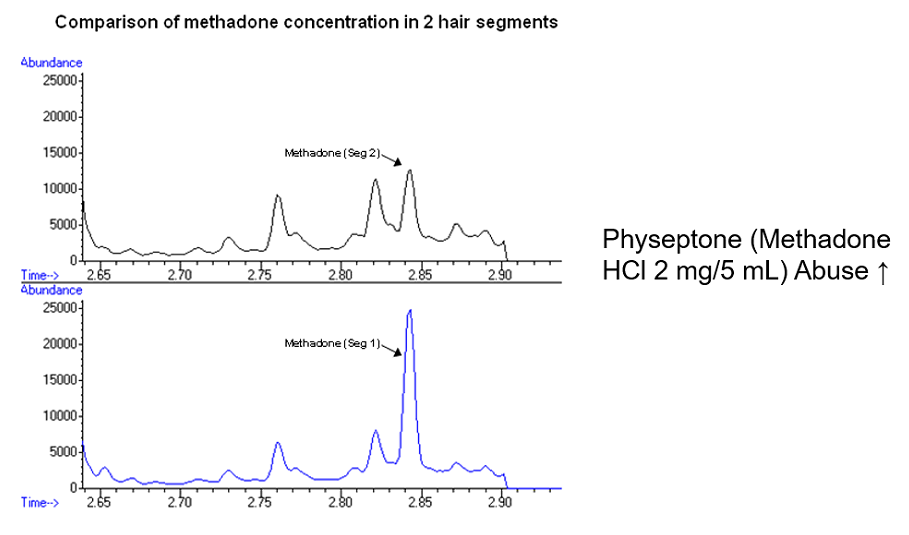 Comparison of methadone concentration in 2 hair segments
Abundance
25000
20000
15000
10000
5000
0
Methadone (Seg 2)
Time-->
2.65 2.70 2.75 2.80 2.85 2.90
Abundance
25000
20000
15000
10000
5000
0
Methadone (Seg 1)
Time-->
2.65 2.70 2.75 2.80 2.85 2.90
Physeptone (Methadone
HCl 2 mg/5 mL) Abuse ↑